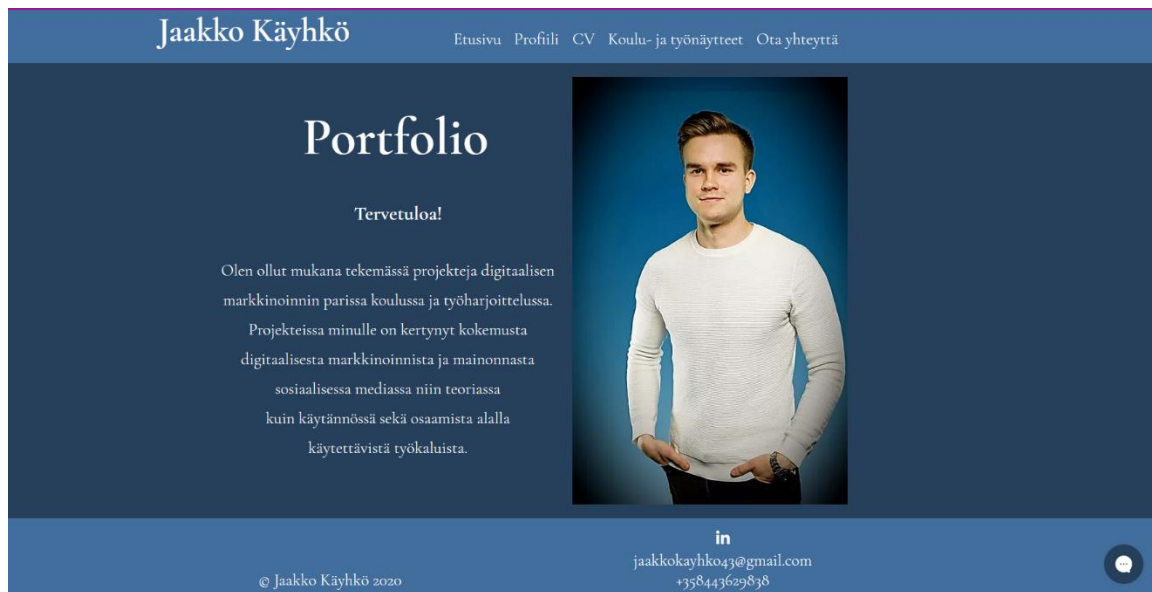 Jaakko Käyhkö
Etusivu Profiili CV Koulu- ja työnäytteet Ota yhteyttä
Portfolio
Tervetuloa!
Olen ollut mukana tekemässä projekteja digitaalisen
markkinoinnin parissa koulussa ja työharjoittelussa.
Projekteissa minulle on kertynyt kokemusta
digitaalisesta markkinoinnista ja mainonnasta
sosiaalisessa mediassa niin teoriassa
kuin käytännössä sekä osaamista alalla
käytettävistä työkaluista.
in
jaakkokayhko43@gmail.com
+358443629838
© Jaakko Käyhkö 2020